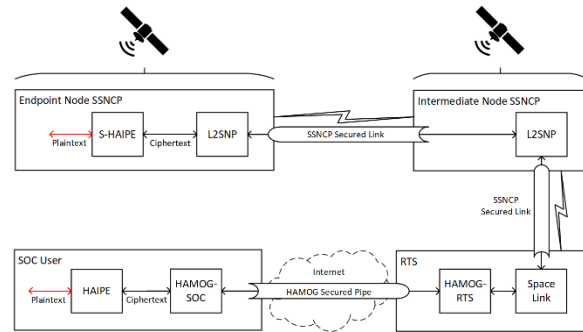 Endpoint Node SSNCP
S-HAIPE
L2SNP
Plaintext
Ciphertext
SSNCP Secured Link
Intermediate Node SSNCP
L2SNP
SSNCP
Secured Link
SOC User
HAIPE
HAMOG-
SOC
Plaintext
Ciphertext
Internet
HAMOG Secured Pipe
RTS
HAMOG-
RTS
Space
Link